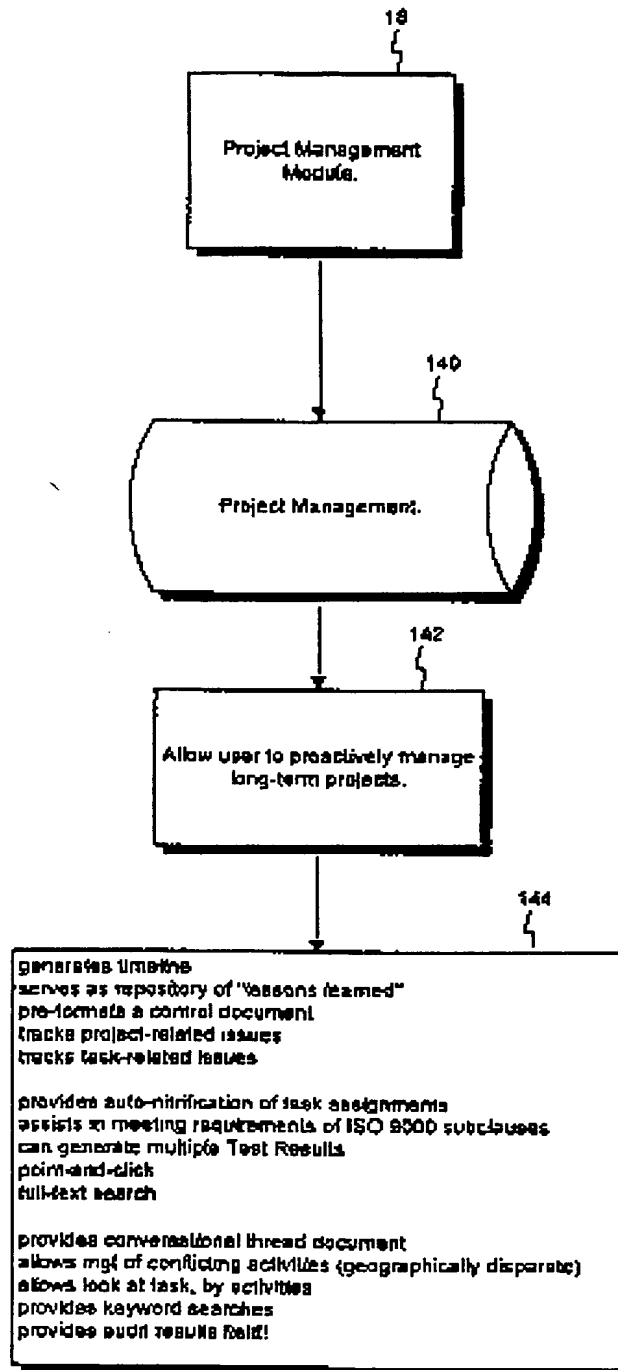 18
Project Management
Module.
140
Project Management.
142
Allow user to proactively manage
long-term projects.
144
generates timeline
serves as repository of "lessons learned"
pre-formats a control document
tracks project-related issues
tracks task-related issues
provides auto-nitrification of task assignments
assists in meeting requirements of ISO 9000 subclauses
can generate multiple Test Results
point-and-click
full-text search
provides conversational thread document
allows mgt of conflicting activities (geographically disparate)
allows look at task, by activities
provides keyword searches
provides audit results field!